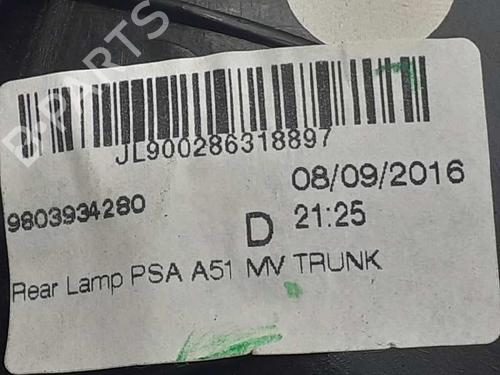 B-PARTS
JL900286318897
9803934280
08/09/2016
D 21:25
Rear Lamp PSA A51 MV TRUNK